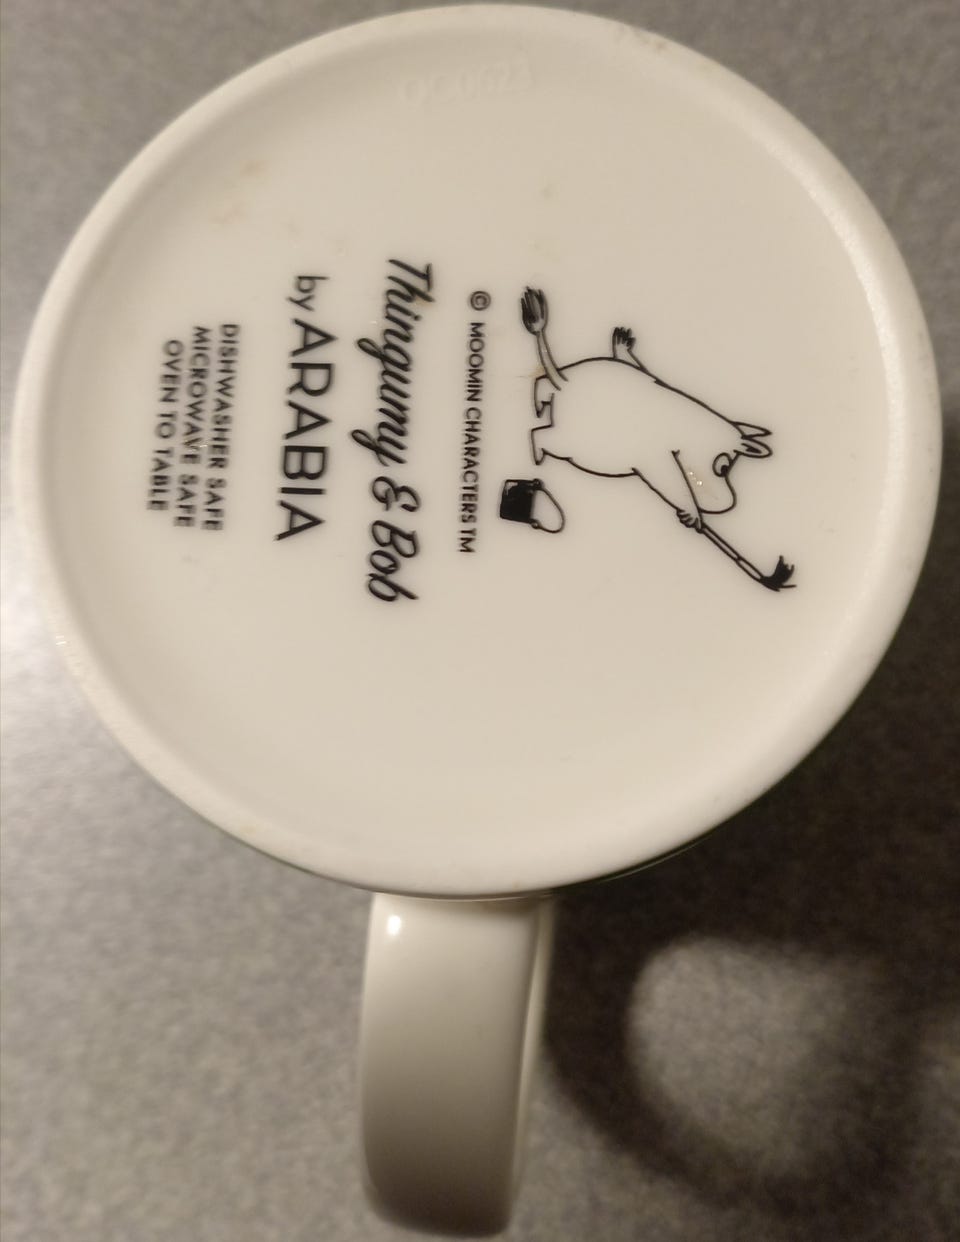 © MOOMIN CHARACTERS TM
Thingumy & Bob
by ARABIA
DISHWASHER SAFE
MICROWAVE SAFE
OVEN TO TABLE